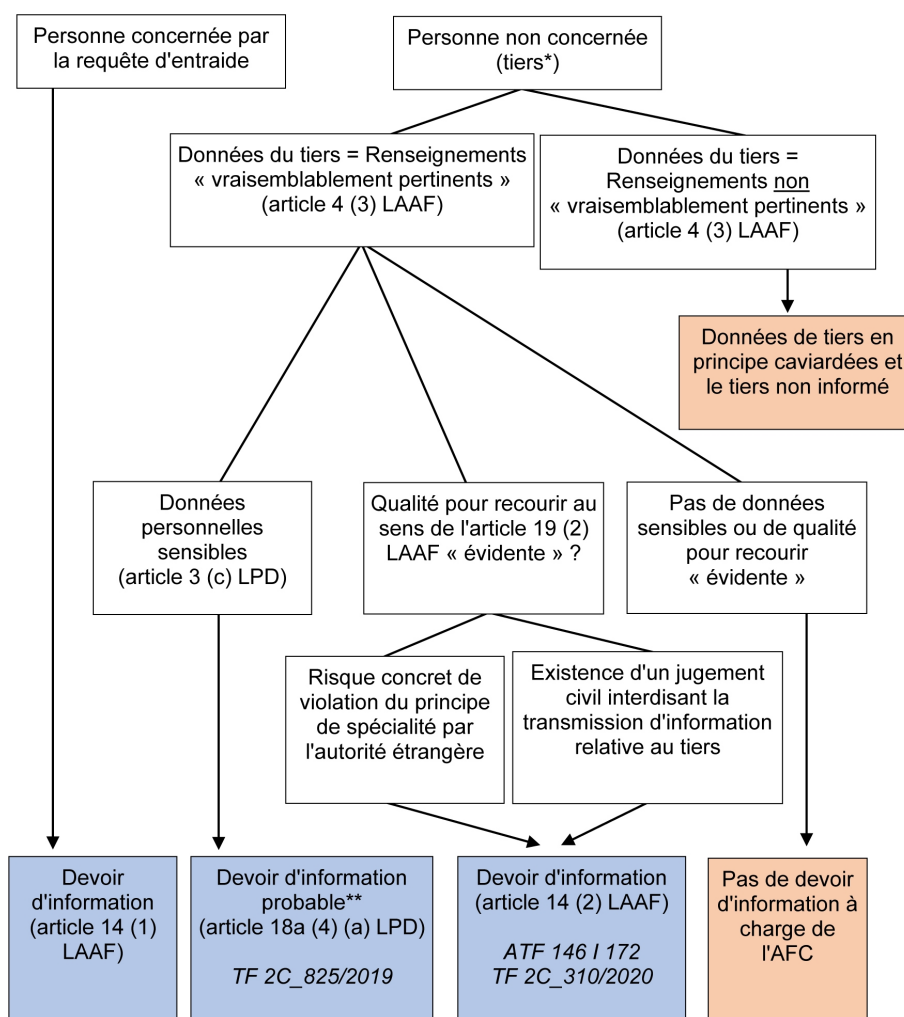 Personne concernée par
la requête d'entraide
Personne non concernée
(tiers*)
Données du tiers = Renseignements
« vraisemblablement pertinents »
(article 4 (3) LAAF)
Données du tiers =
Renseignements non
« vraisemblablement pertinents »
(article 4 (3) LAAF)
Données de tiers en
principe caviardées et
le tiers non informé
Données
personnelles
sensibles
(article 3 (c) LPD)
Qualité pour recourir au
sens de l'article 19 (2)
LAAF « évidente » ?
Pas de données
sensibles ou de qualité
pour recourir
« évidente »
Risque concret de
violation du principe
de spécialité par
l'autorité étrangère
Existence d'un jugement
civil interdisant la
transmission d'information
relative au tiers
Devoir
d'information
(article 14 (1)
LAAF)
Devoir d'information
probable**
(article 18a (4) (a) LPD)
TF 2C_825/2019
Devoir d'information
(article 14 (2) LAAF)
ATF 146 I 172
TF 2C_310/2020
Pas de devoir
d'information à
charge de
l'AFC